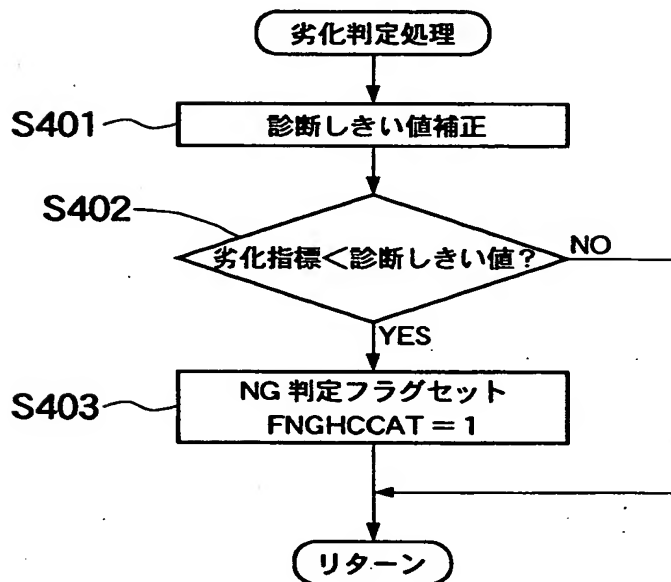 劣化判定処理
S401
診断しきい値補正
S402
劣化指標<診断しきい値?
NO
YES
S403
NG 判定フラグセット
FNGHCCAT = 1
リターン